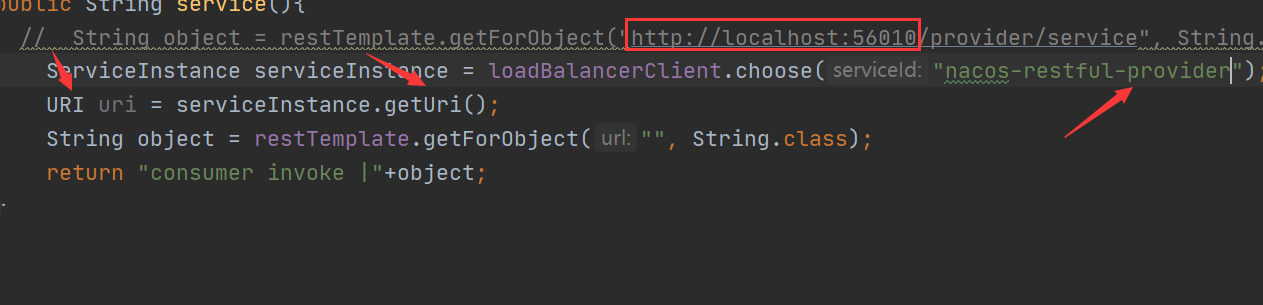 public String service(){
//  String object = restTemplate.getForObject("http://localhost:56010/provider/service", String.
ServiceInstance serviceInstance = loadBalancerClient.choose( serviceId: "nacos-restful-provider");
URI uri = serviceInstance.getUri();
String object = restTemplate.getForObject( url: "", String.class);
return "consumer invoke |"+object;